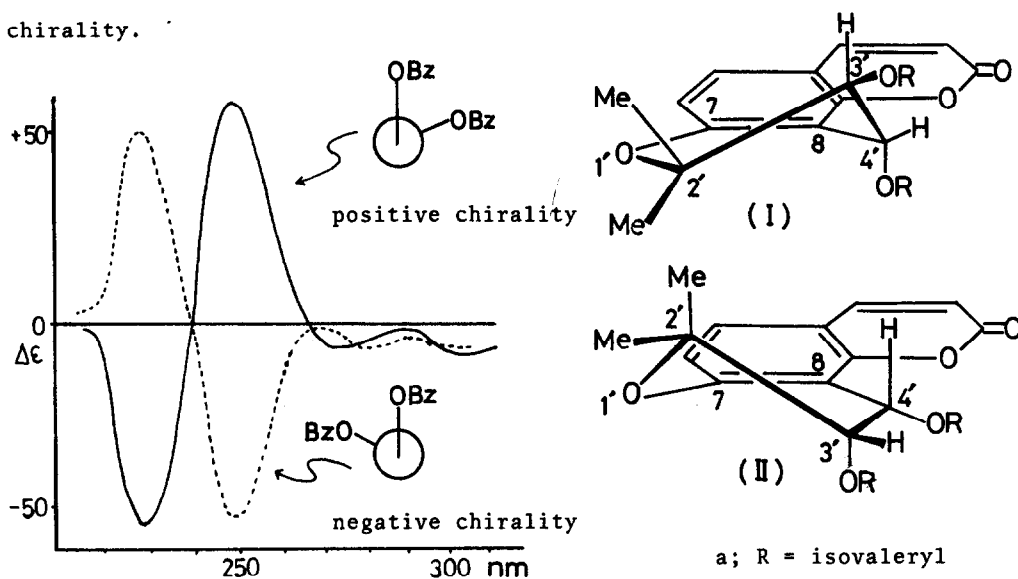 chirality.
+50
0
Δε
-50
250 nm 300
OBz
OBz
positive chirality
OBz
BzO
negative chirality
H
3'
OR
Me
7
O
O
8
H
1' O
4'
2'
OR
Me
(I)
Me
2'
H
Me
8
O
O
1' O
7
4'
OR
3'
H
OR
(II)
a; R = isovaleryl